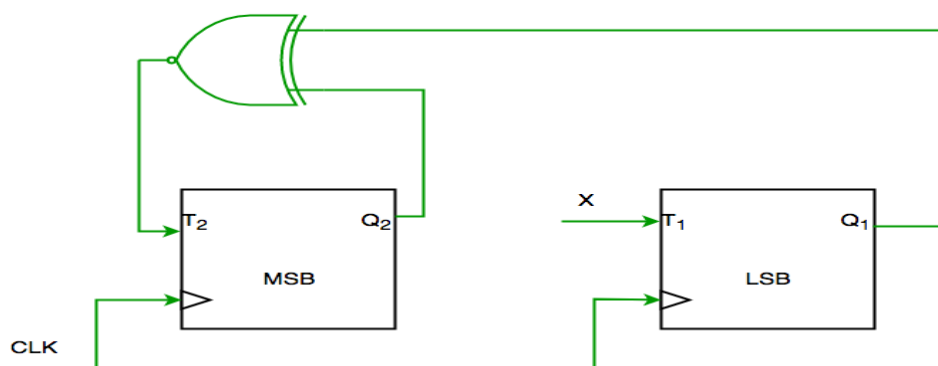 X
T₂ Q₂
T₁ Q₁
MSB
LSB
CLK